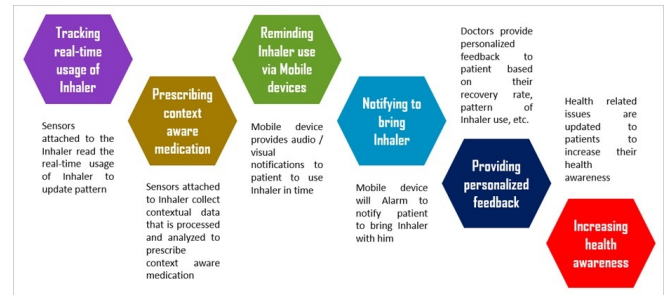 Tracking
real-time
usage of
Inhaler
Sensors
attached to the
Inhaler read the
real-time usage
of Inhaler to
update pattern
Prescribing
context
aware
medication
Sensors attached
to Inhaler collect
contextual data
that is processed
and analyzed to
prescribe
context aware
medication
Reminding
Inhaler use
via Mobile
devices
Mobile device
provides audio /
visual
notifications to
patient to use
Inhaler in time
Notifying to
bring
Inhaler
Mobile device
will Alarm to
notify patient
to bring Inhaler
with him
Doctors provide
personalized
feedback to
patient based
on their
recovery rate,
pattern of
Inhaler use, etc.
Providing
personalized
feedback
Health related
issues are
updated to
patients to
increase their
health
awareness
Increasing
health
awareness